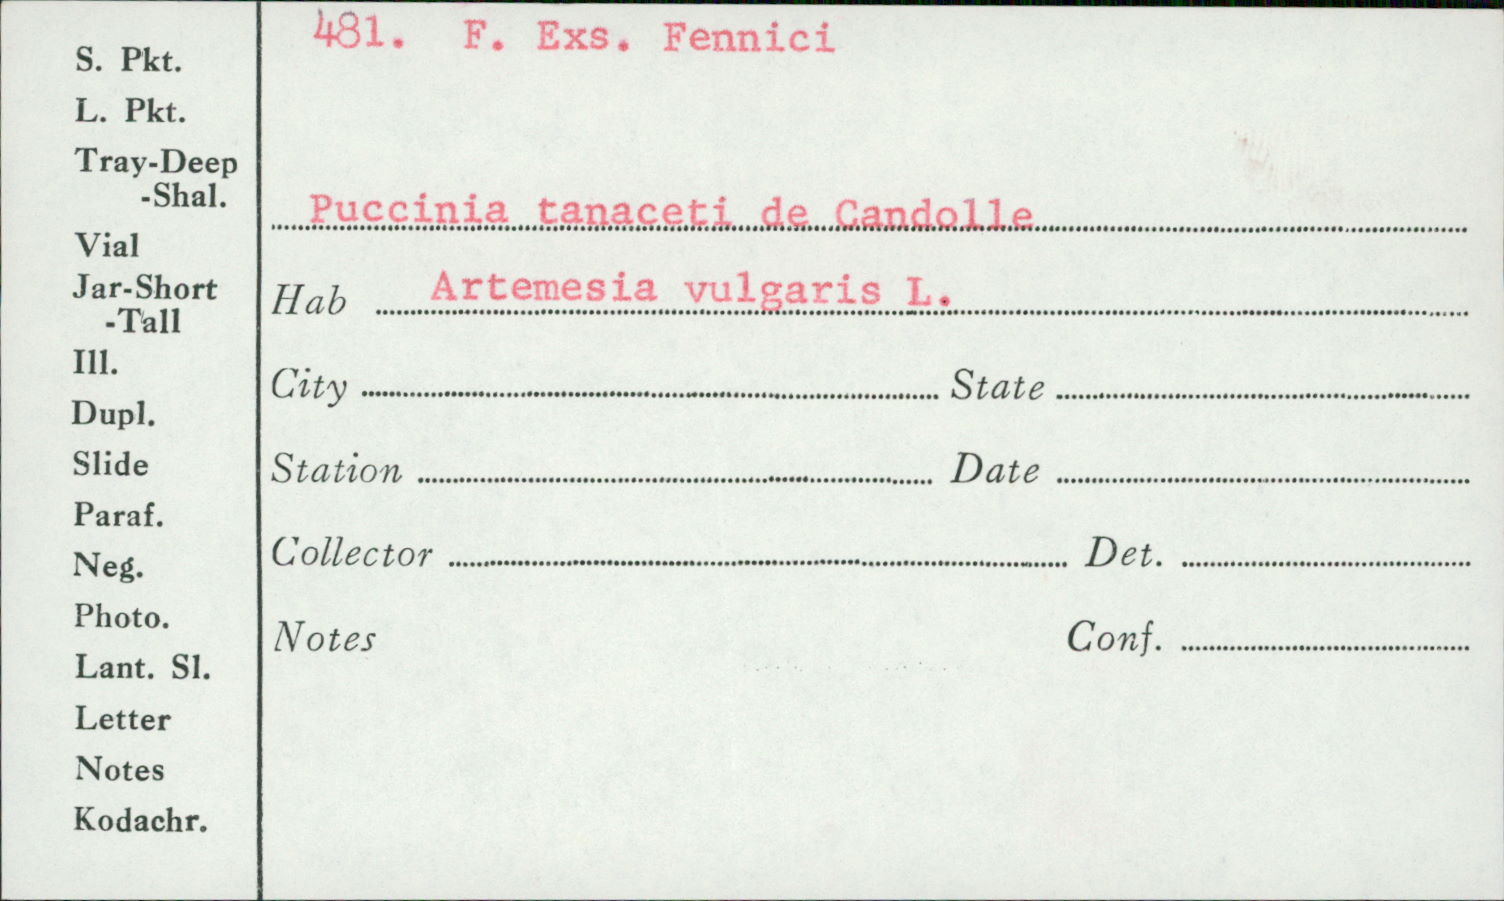 481. F. Exs. Fennici
S. Pkt.
L. Pkt.
Tray-Deep
-Shal.
Puccinia tanaceti de Candolle
Vial
Jar-Short
-Tall
Hab Artemesia vulgaris L.
Ill.
City State
Dupl.
Slide
Station Date
Paraf.
Collector Det.
Neg.
Photo.
Notes Conf.
Lant. Sl.
Letter
Notes
Kodachr.